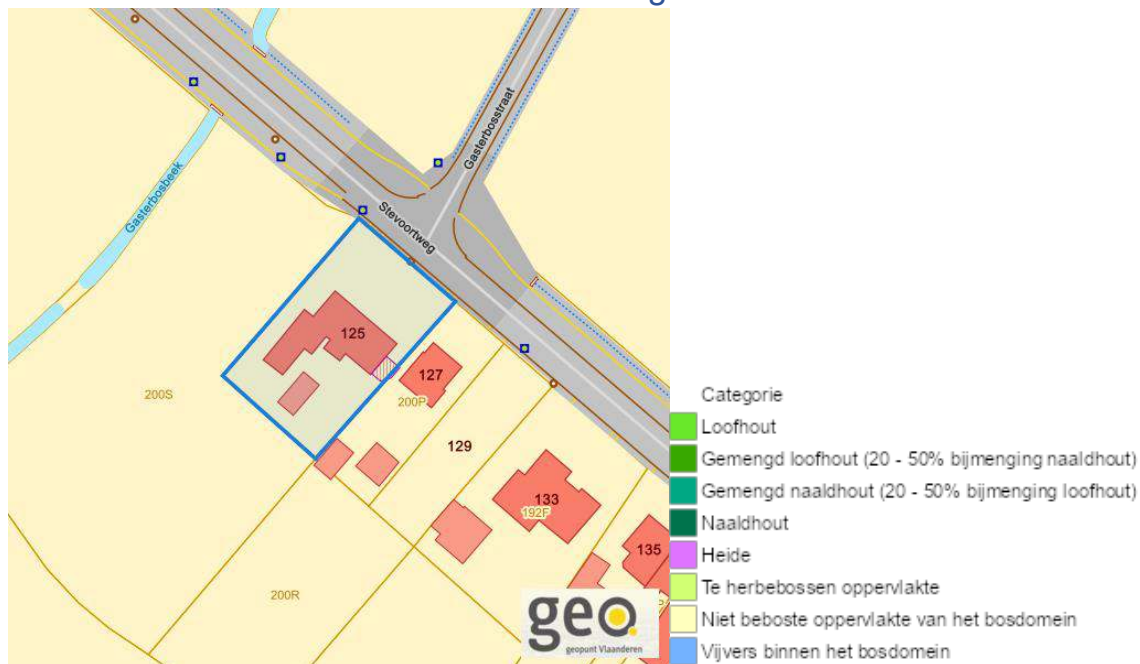 Gasterbosstraat
Gasterbosbeek
Stevoortweg
125
127
200S
200P
129
133
192F
135
200R
geo
geopunt Vlaanderen
Categorie
Loofhout
Gemengd loofhout (20 - 50% bijmenging naaldhout)
Gemengd naaldhout (20 - 50% bijmenging loofhout)
Naaldhout
Heide
Te herbebossen oppervlakte
Niet beboste oppervlakte van het bosdomein
Vijvers binnen het bosdomein